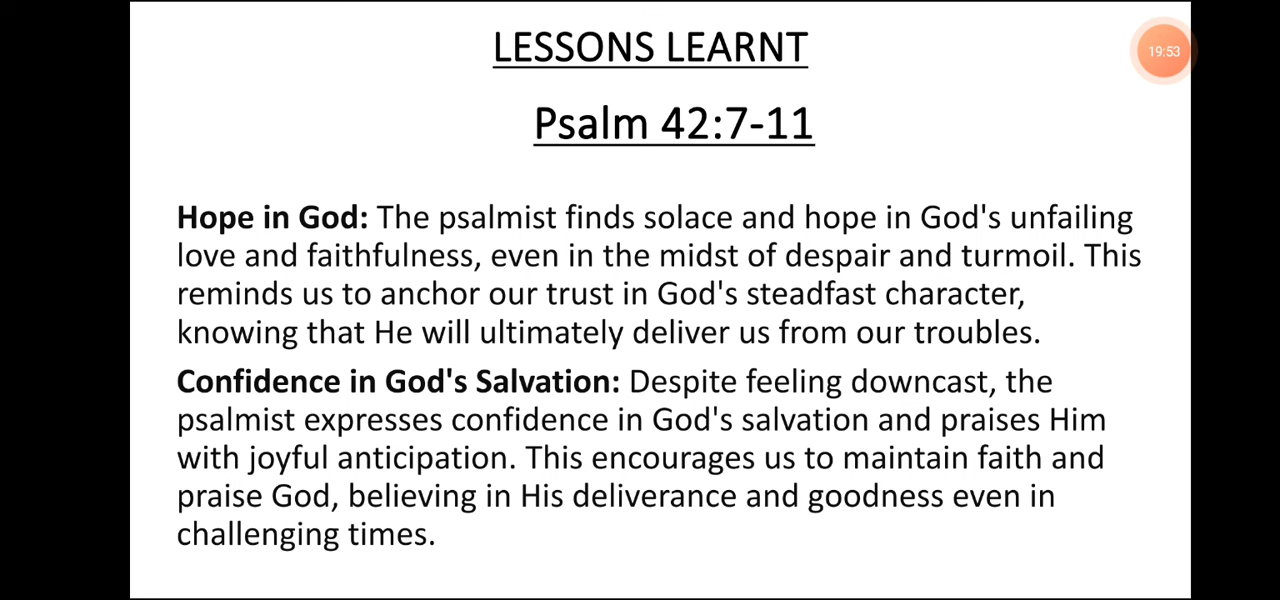 LESSONS LEARNT
19:53
Psalm 42:7-11
Hope in God: The psalmist finds solace and hope in God's unfailing
love and faithfulness, even in the midst of despair and turmoil. This
reminds us to anchor our trust in God's steadfast character,
knowing that He will ultimately deliver us from our troubles.
Confidence in God's Salvation: Despite feeling downcast, the
psalmist expresses confidence in God's salvation and praises Him
with joyful anticipation. This encourages us to maintain faith and
praise God, believing in His deliverance and goodness even in
challenging times.